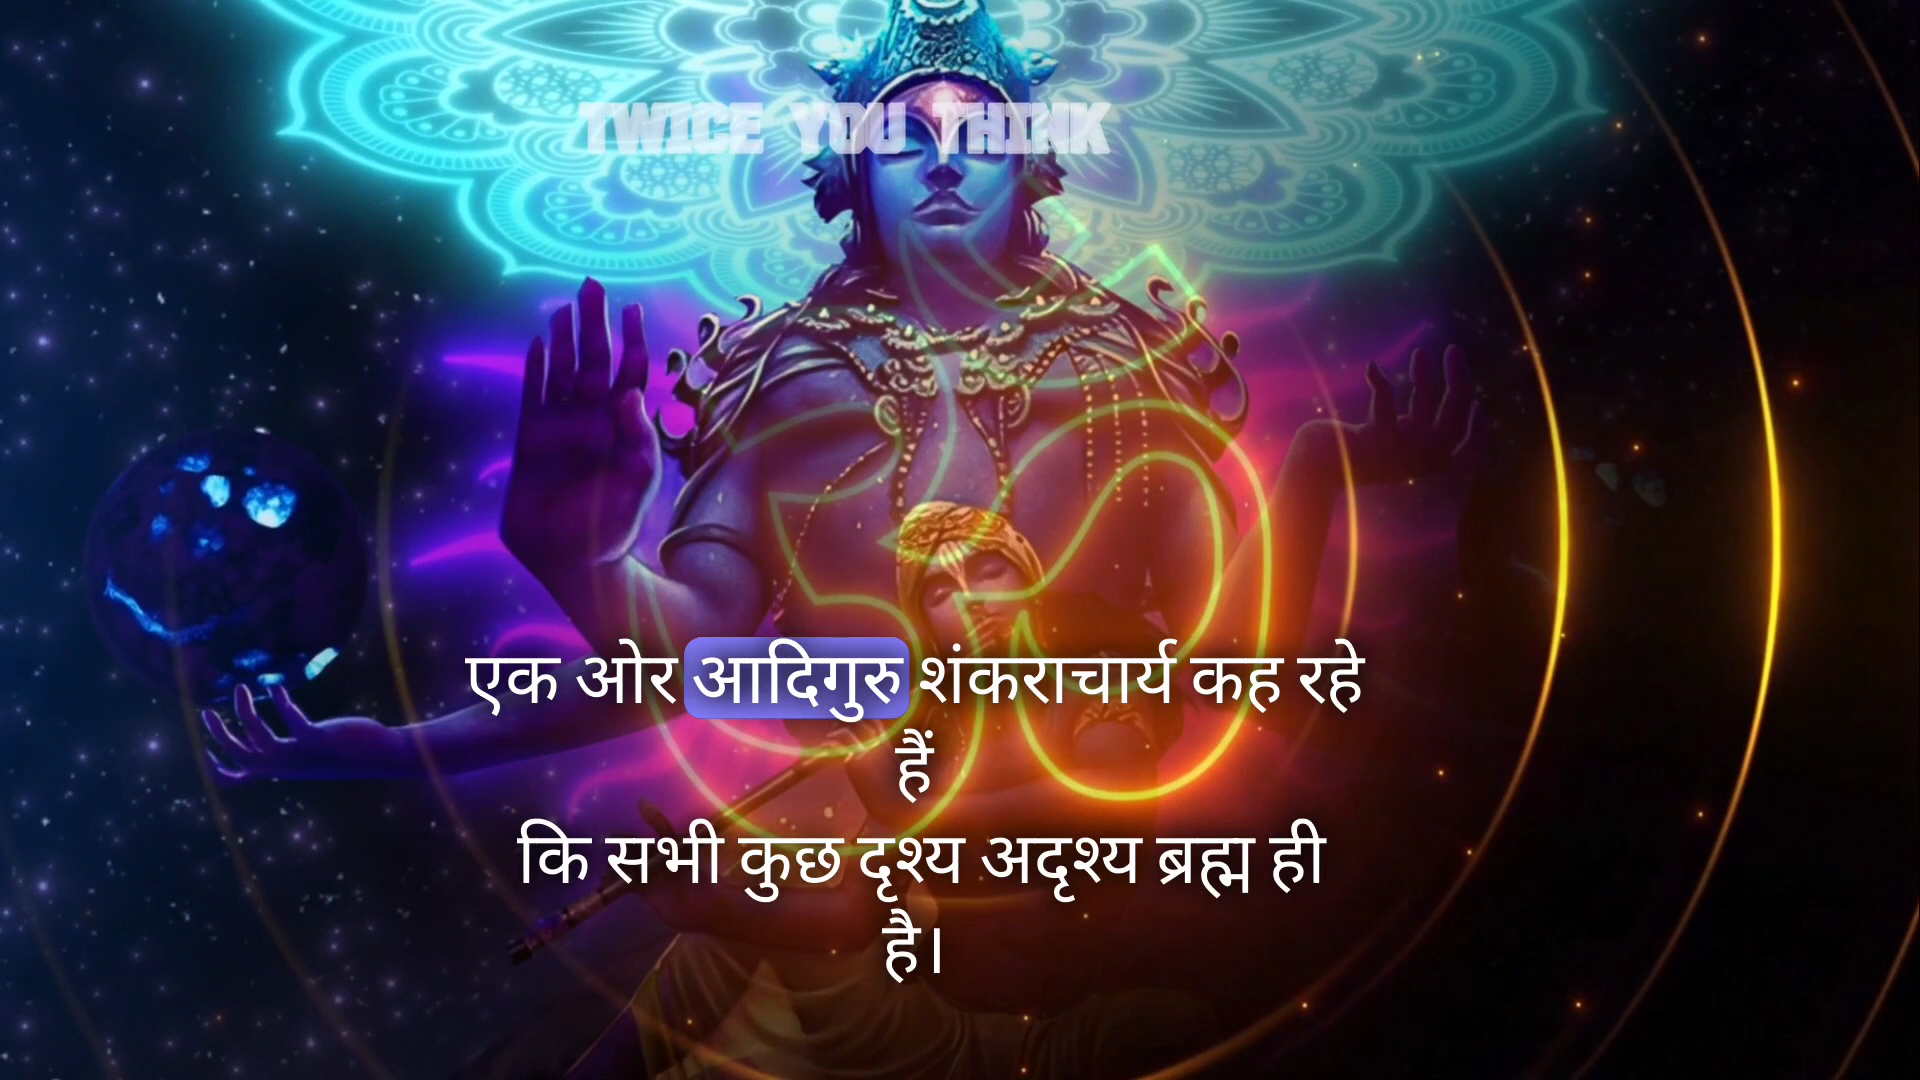 TWICE YOU THINK
एक ओर आदिगुरु शंकराचार्य कह रहे
हैं
कि सभी कुछ दृश्य अदृश्य ब्रह्म ही
है।